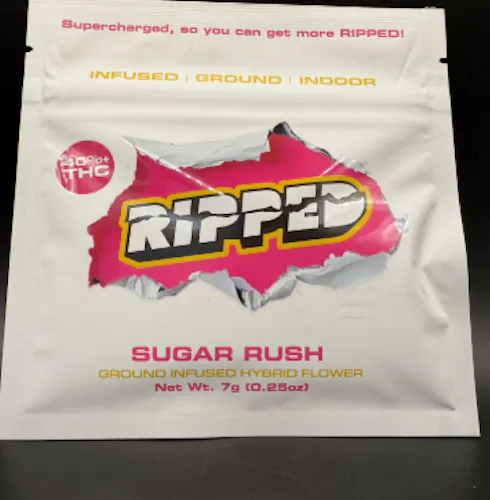 Supercharged, so you can get more RIPPED!
INFUSED | GROUND | INDOOR
40%+
THC
RIPPED
SUGAR RUSH
GROUND INFUSED HYBRID FLOWER
Net Wt. 7g (0.25oz)